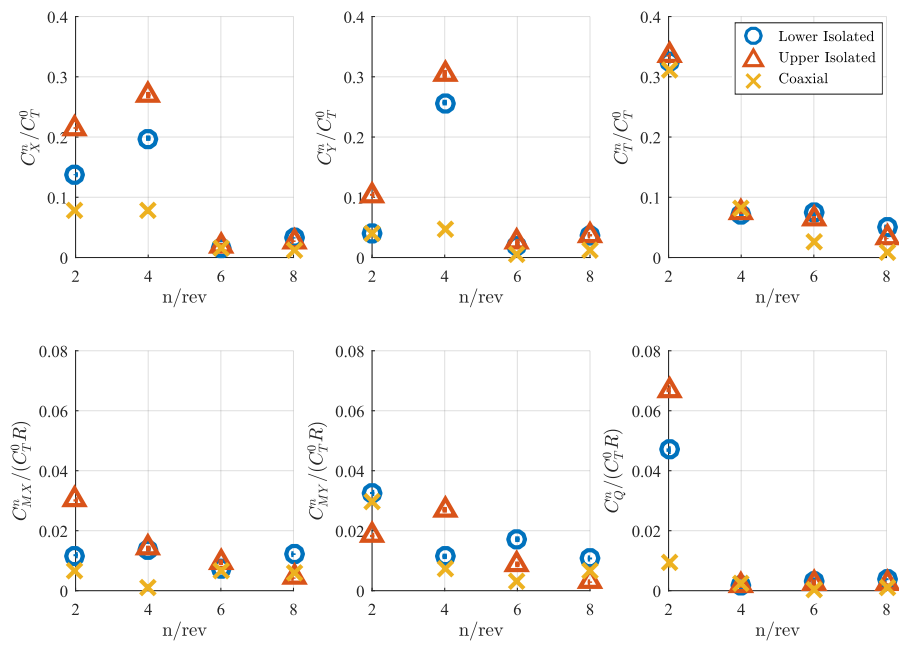 0.4
0.3
0.2
0.1
0
2 4 6 8
n/rev
C_X^n/C_T^0
0.4
0.3
0.2
0.1
0
2 4 6 8
n/rev
C_Y^n/C_T^0
0.4
0.3
0.2
0.1
0
2 4 6 8
n/rev
C_T^n/C_T^0
Lower Isolated
Upper Isolated
Coaxial
0.08
0.06
0.04
0.02
0
2 4 6 8
n/rev
C_{MX}^n/(C_T^0 R)
0.08
0.06
0.04
0.02
0
2 4 6 8
n/rev
C_{MY}^n/(C_T^0 R)
0.08
0.06
0.04
0.02
0
2 4 6 8
n/rev
C_Q^n/(C_T^0 R)